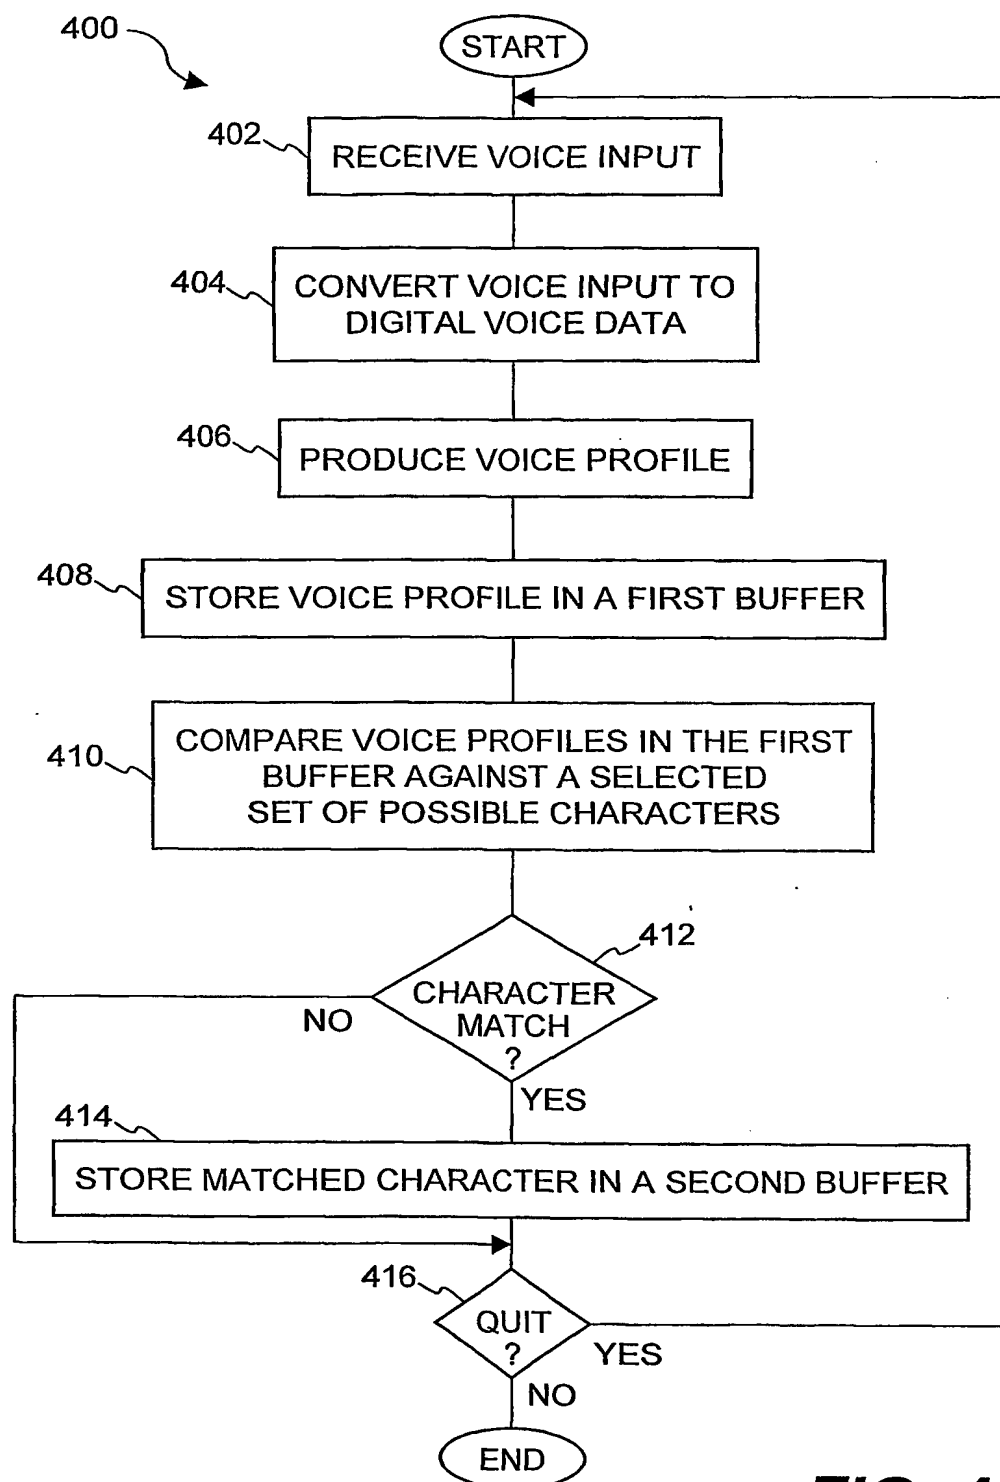 400
START
402
RECEIVE VOICE INPUT
404
CONVERT VOICE INPUT TO
DIGITAL VOICE DATA
406
PRODUCE VOICE PROFILE
408
STORE VOICE PROFILE IN A FIRST BUFFER
410
COMPARE VOICE PROFILES IN THE FIRST
BUFFER AGAINST A SELECTED
SET OF POSSIBLE CHARACTERS
412
CHARACTER
MATCH
?
NO
YES
414
STORE MATCHED CHARACTER IN A SECOND BUFFER
416
QUIT
?
YES
NO
END